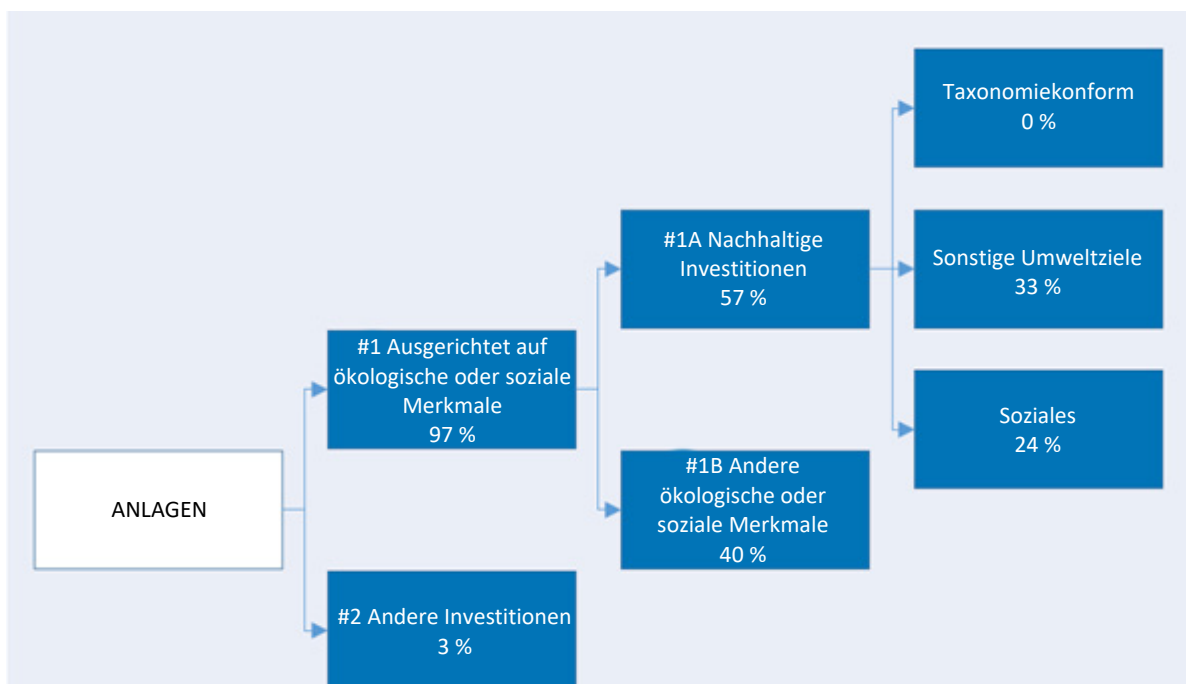 ANLAGEN
#1 Ausgerichtet auf
ökologische oder soziale
Merkmale
97 %
#2 Andere Investitionen
3 %
#1A Nachhaltige
Investitionen
57 %
#1B Andere
ökologische oder
soziale Merkmale
40 %
Taxonomiekonform
0 %
Sonstige Umweltziele
33 %
Soziales
24 %